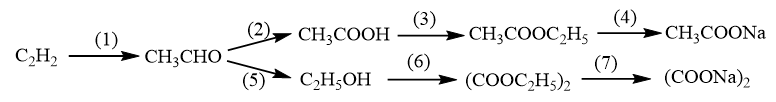 (2) CH₃COOH (3) CH₃COOC₂H₅ (4) CH₃COONa
C₂H₂ (1) CH₃CHO
(5) C₂H₅OH (6) (COOC₂H₅)₂ (7) (COONa)₂